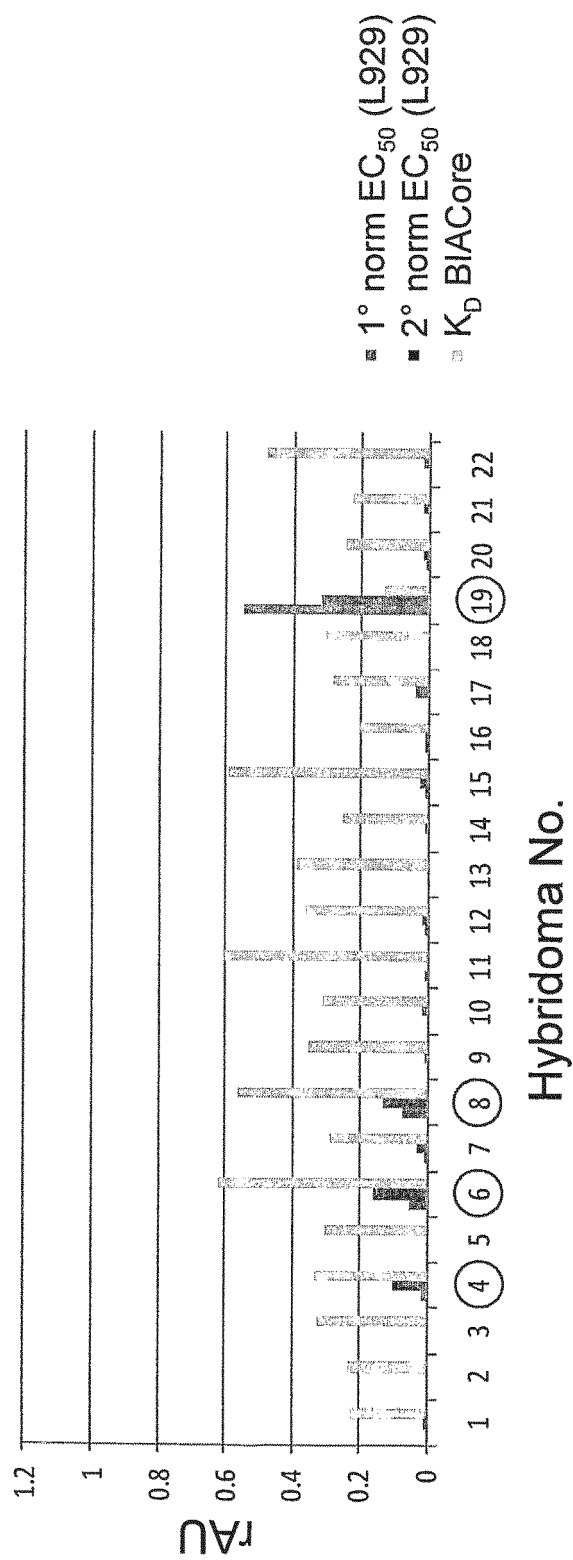 rAU
1.2
1
0.8
0.6
0.4
0.2
0
1 2 3 4 5 6 7 8 9 10 11 12 13 14 15 16 17 18 19 20 21 22
Hybridoma No.
1° norm EC50 (L929)
2° norm EC50 (L929)
KD BIACore